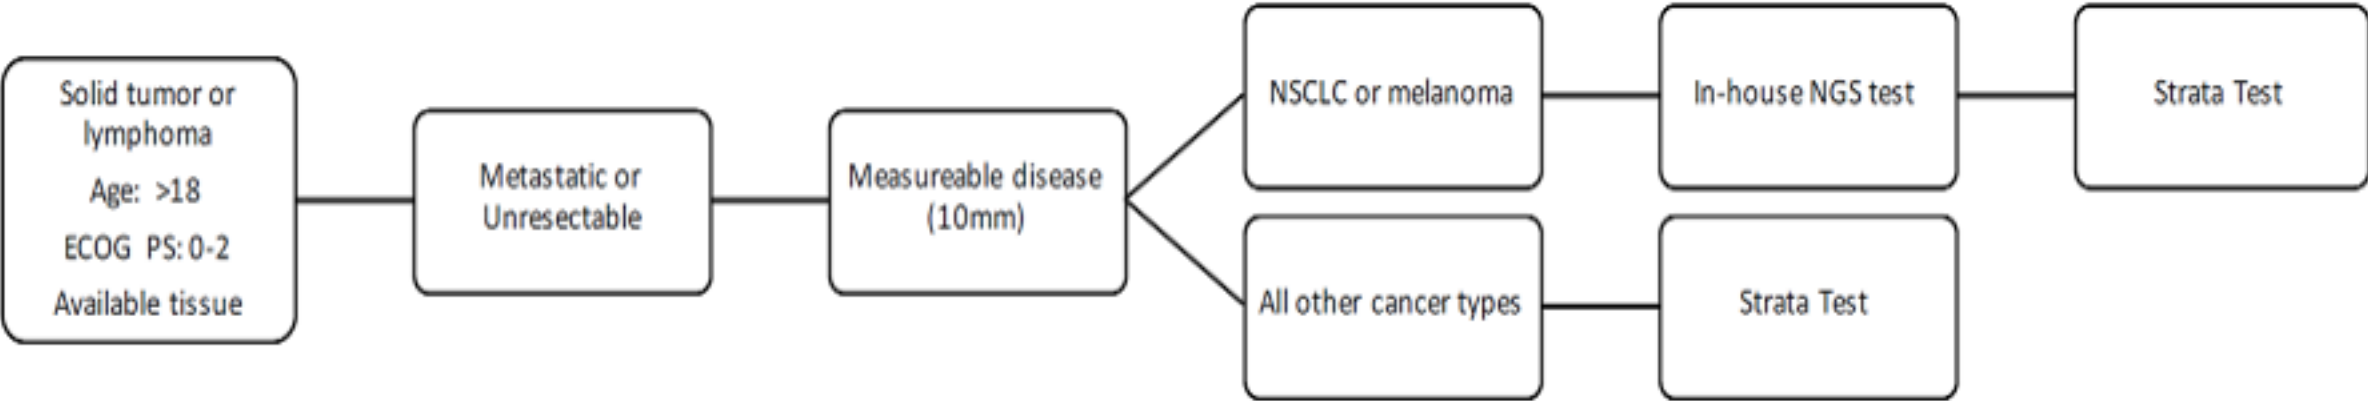 Solid tumor or
lymphoma
Age: >18
ECOG PS: 0-2
Available tissue
Metastatic or
Unresectable
Measureable disease
(10mm)
NSCLC or melanoma
In-house NGS test
Strata Test
All other cancer types
Strata Test